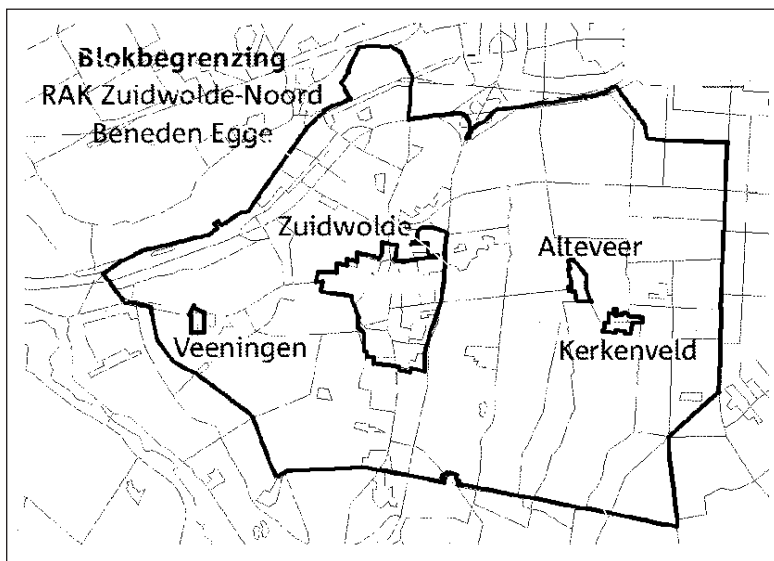 Blokbegrenzing
RAK Zuidwolde-Noord
Beneden Egge
Zuidwolde
Alteveer
Veeningen
Kerkenveld